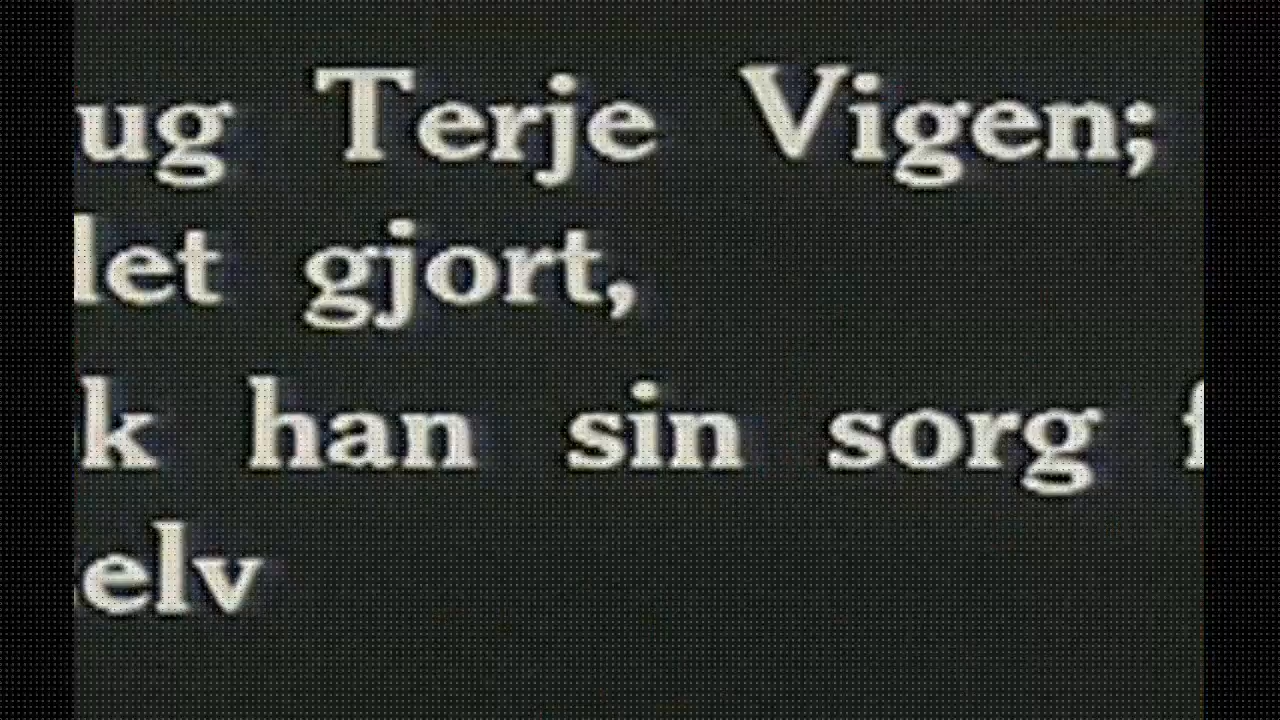 ug Terje Vigen;
let gjort,
k han sin sorg f
elv